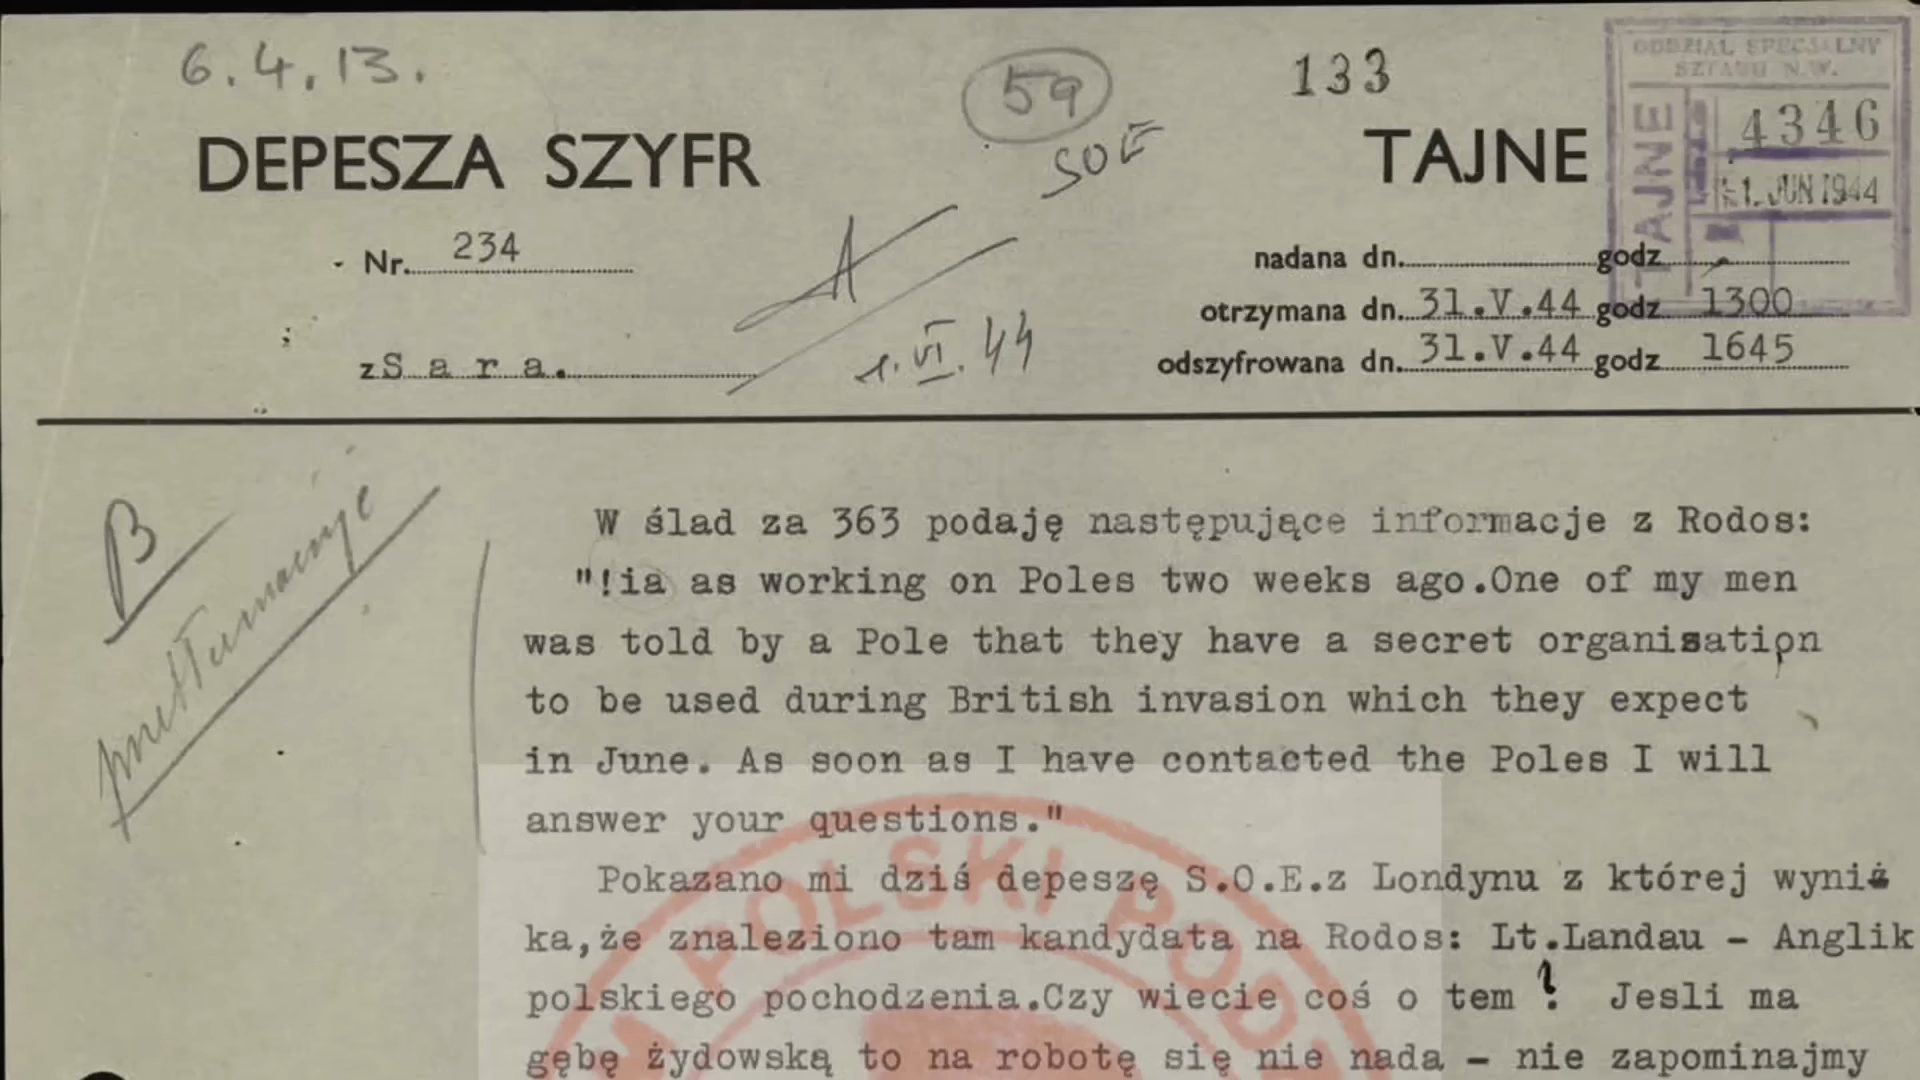 6.4.13.
59
133
SOE
DEPESZA SZYFR
TAJNE
ODDZIAŁ SPECJALNY
SZTABU N.W.
TAJNE
4346
1. JUN 1944
Nr. 234
A
nadana dn. godz
otrzymana dn. 31.V.44 godz 1300
z S a r a.
1.VI.44
odszyfrowana dn. 31.V.44 godz 1645
B
W ślad za 363 podaję następujące informacje z Rodos:
"!ia as working on Poles two weeks ago.One of my men
was told by a Pole that they have a secret organisation
to be used during British invasion which they expect
in June. As soon as I have contacted the Poles I will
answer your questions."
Pokazano mi dziś depeszę S.O.E.z Londynu z której wyni
ka,że znaleziono tam kandydata na Rodos: Lt.Landau - Anglik
polskiego pochodzenia.Czy wiecie coś o tem ? Jesli ma
gębę żydowską to na robotę się nie nada - nie zapominajmy
POLSKI POD